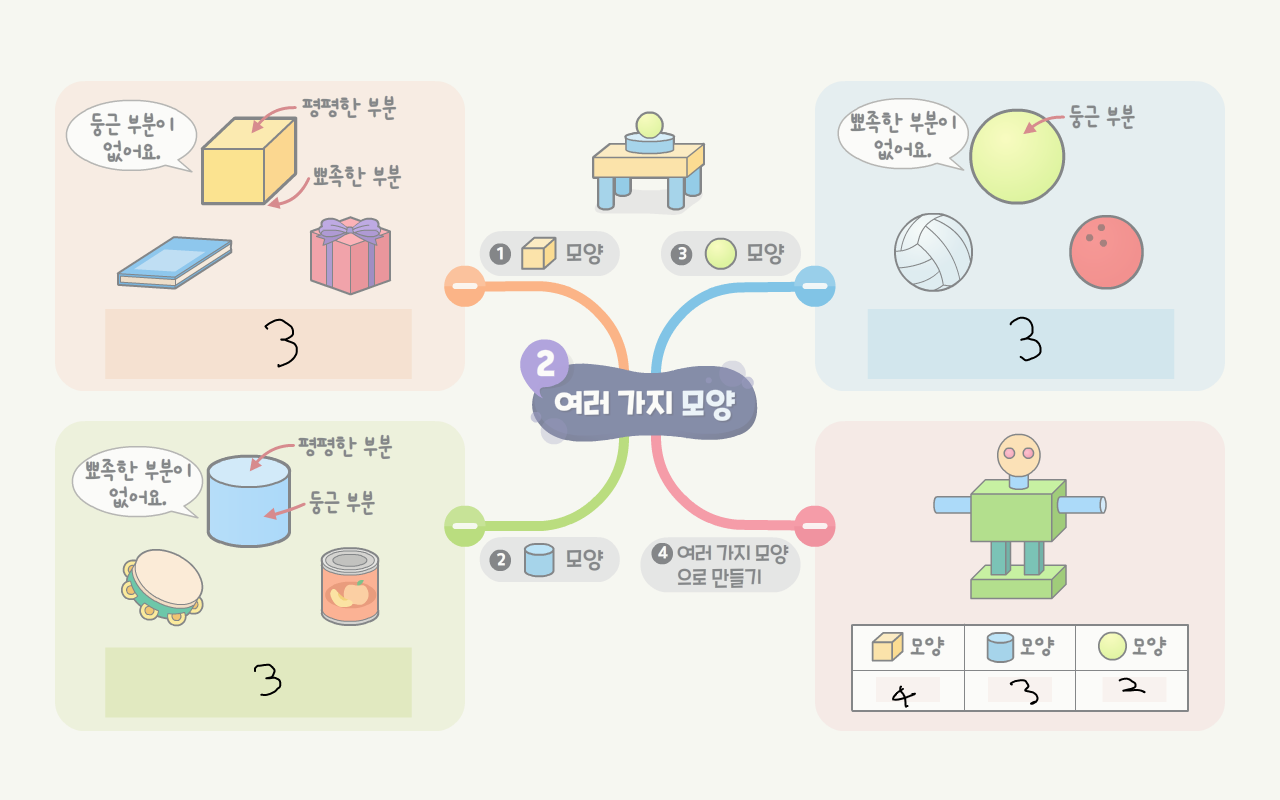 둥근 부분이
없어요.
평평한 부분
뾰족한 부분
3
1 모양
3 모양
뾰족한 부분이
없어요.
둥근 부분
3
2
여러 가지 모양
뾰족한 부분이
없어요.
평평한 부분
둥근 부분
3
2 모양
4 여러 가지 모양
으로 만들기
모양 모양 모양
4 3 2